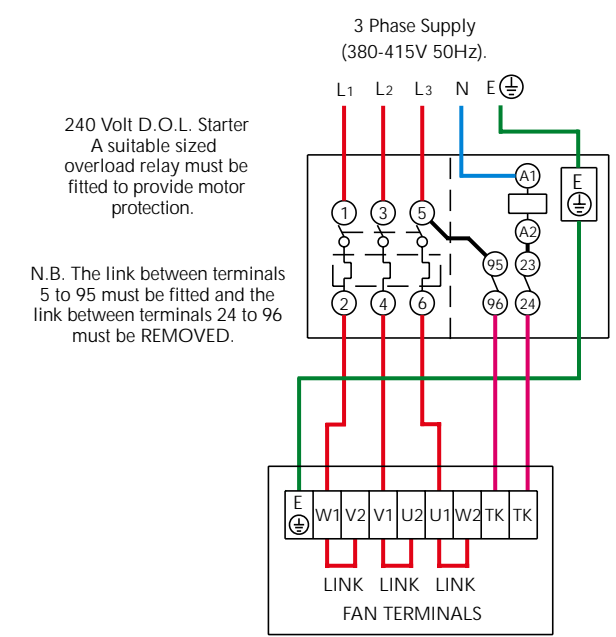 3 Phase Supply
(380-415V 50Hz).
L1 L2 L3 N E
240 Volt D.O.L. Starter
A suitable sized
overload relay must be
fitted to provide motor
protection.
A1 E
1 3 5
A2
N.B. The link between terminals
5 to 95 must be fitted and the
link between terminals 24 to 96
must be REMOVED.
95 23
2 4 6 96 24
E W1 V2 V1 U2 U1 W2 TK TK
LINK LINK LINK
FAN TERMINALS